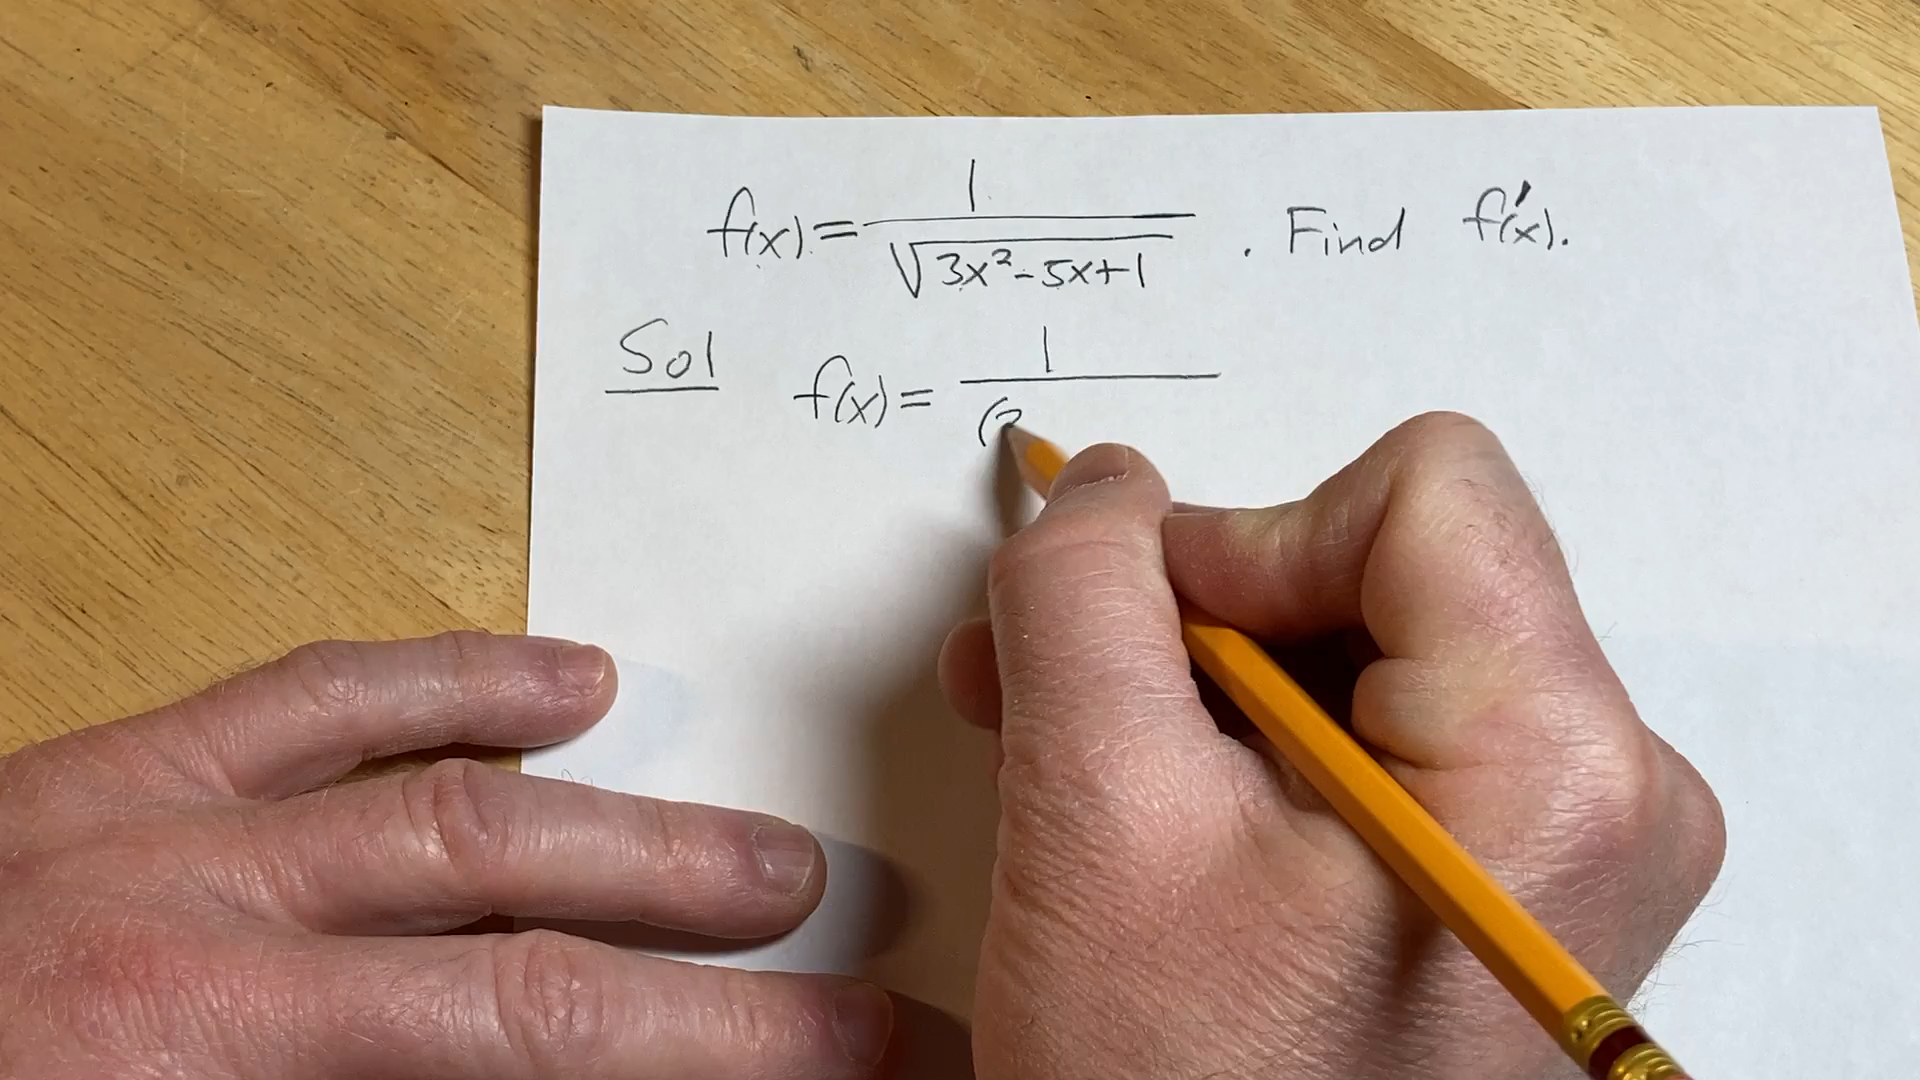 f(x) = 1/√(3x²-5x+1) . Find f'(x).
Sol f(x) = 1/(3